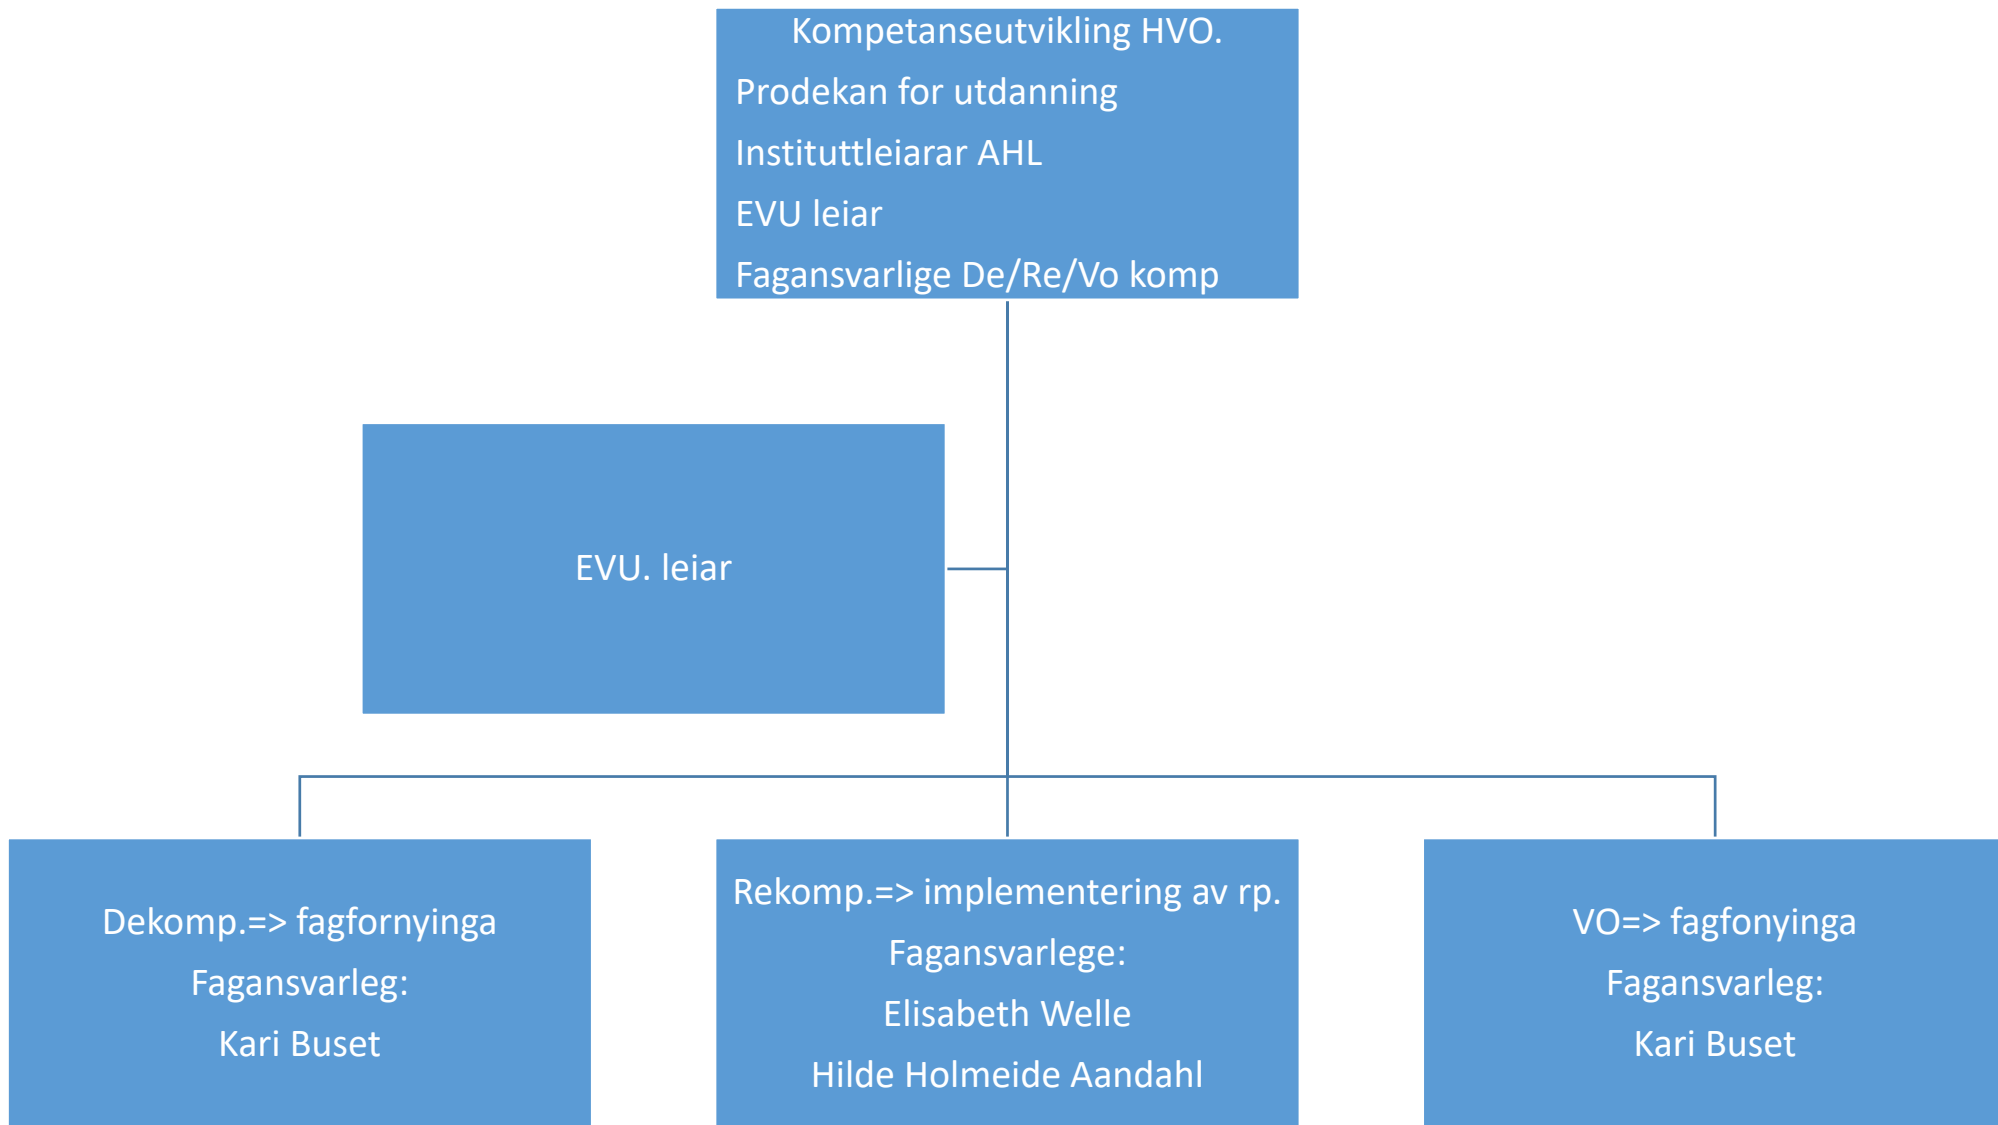 Kompetanseutvikling HVO.
Prodekan for utdanning
Instituttleiarar AHL
EVU leiar
Fagansvarlige De/Re/Vo komp
EVU. leiar
Dekomp.=> fagfornyinga
Fagansvarleg:
Kari Buset
Rekomp.=> implementering av rp.
Fagansvarlege:
Elisabeth Welle
Hilde Holmeide Aandahl
VO=> fagfonyinga
Fagansvarleg:
Kari Buset